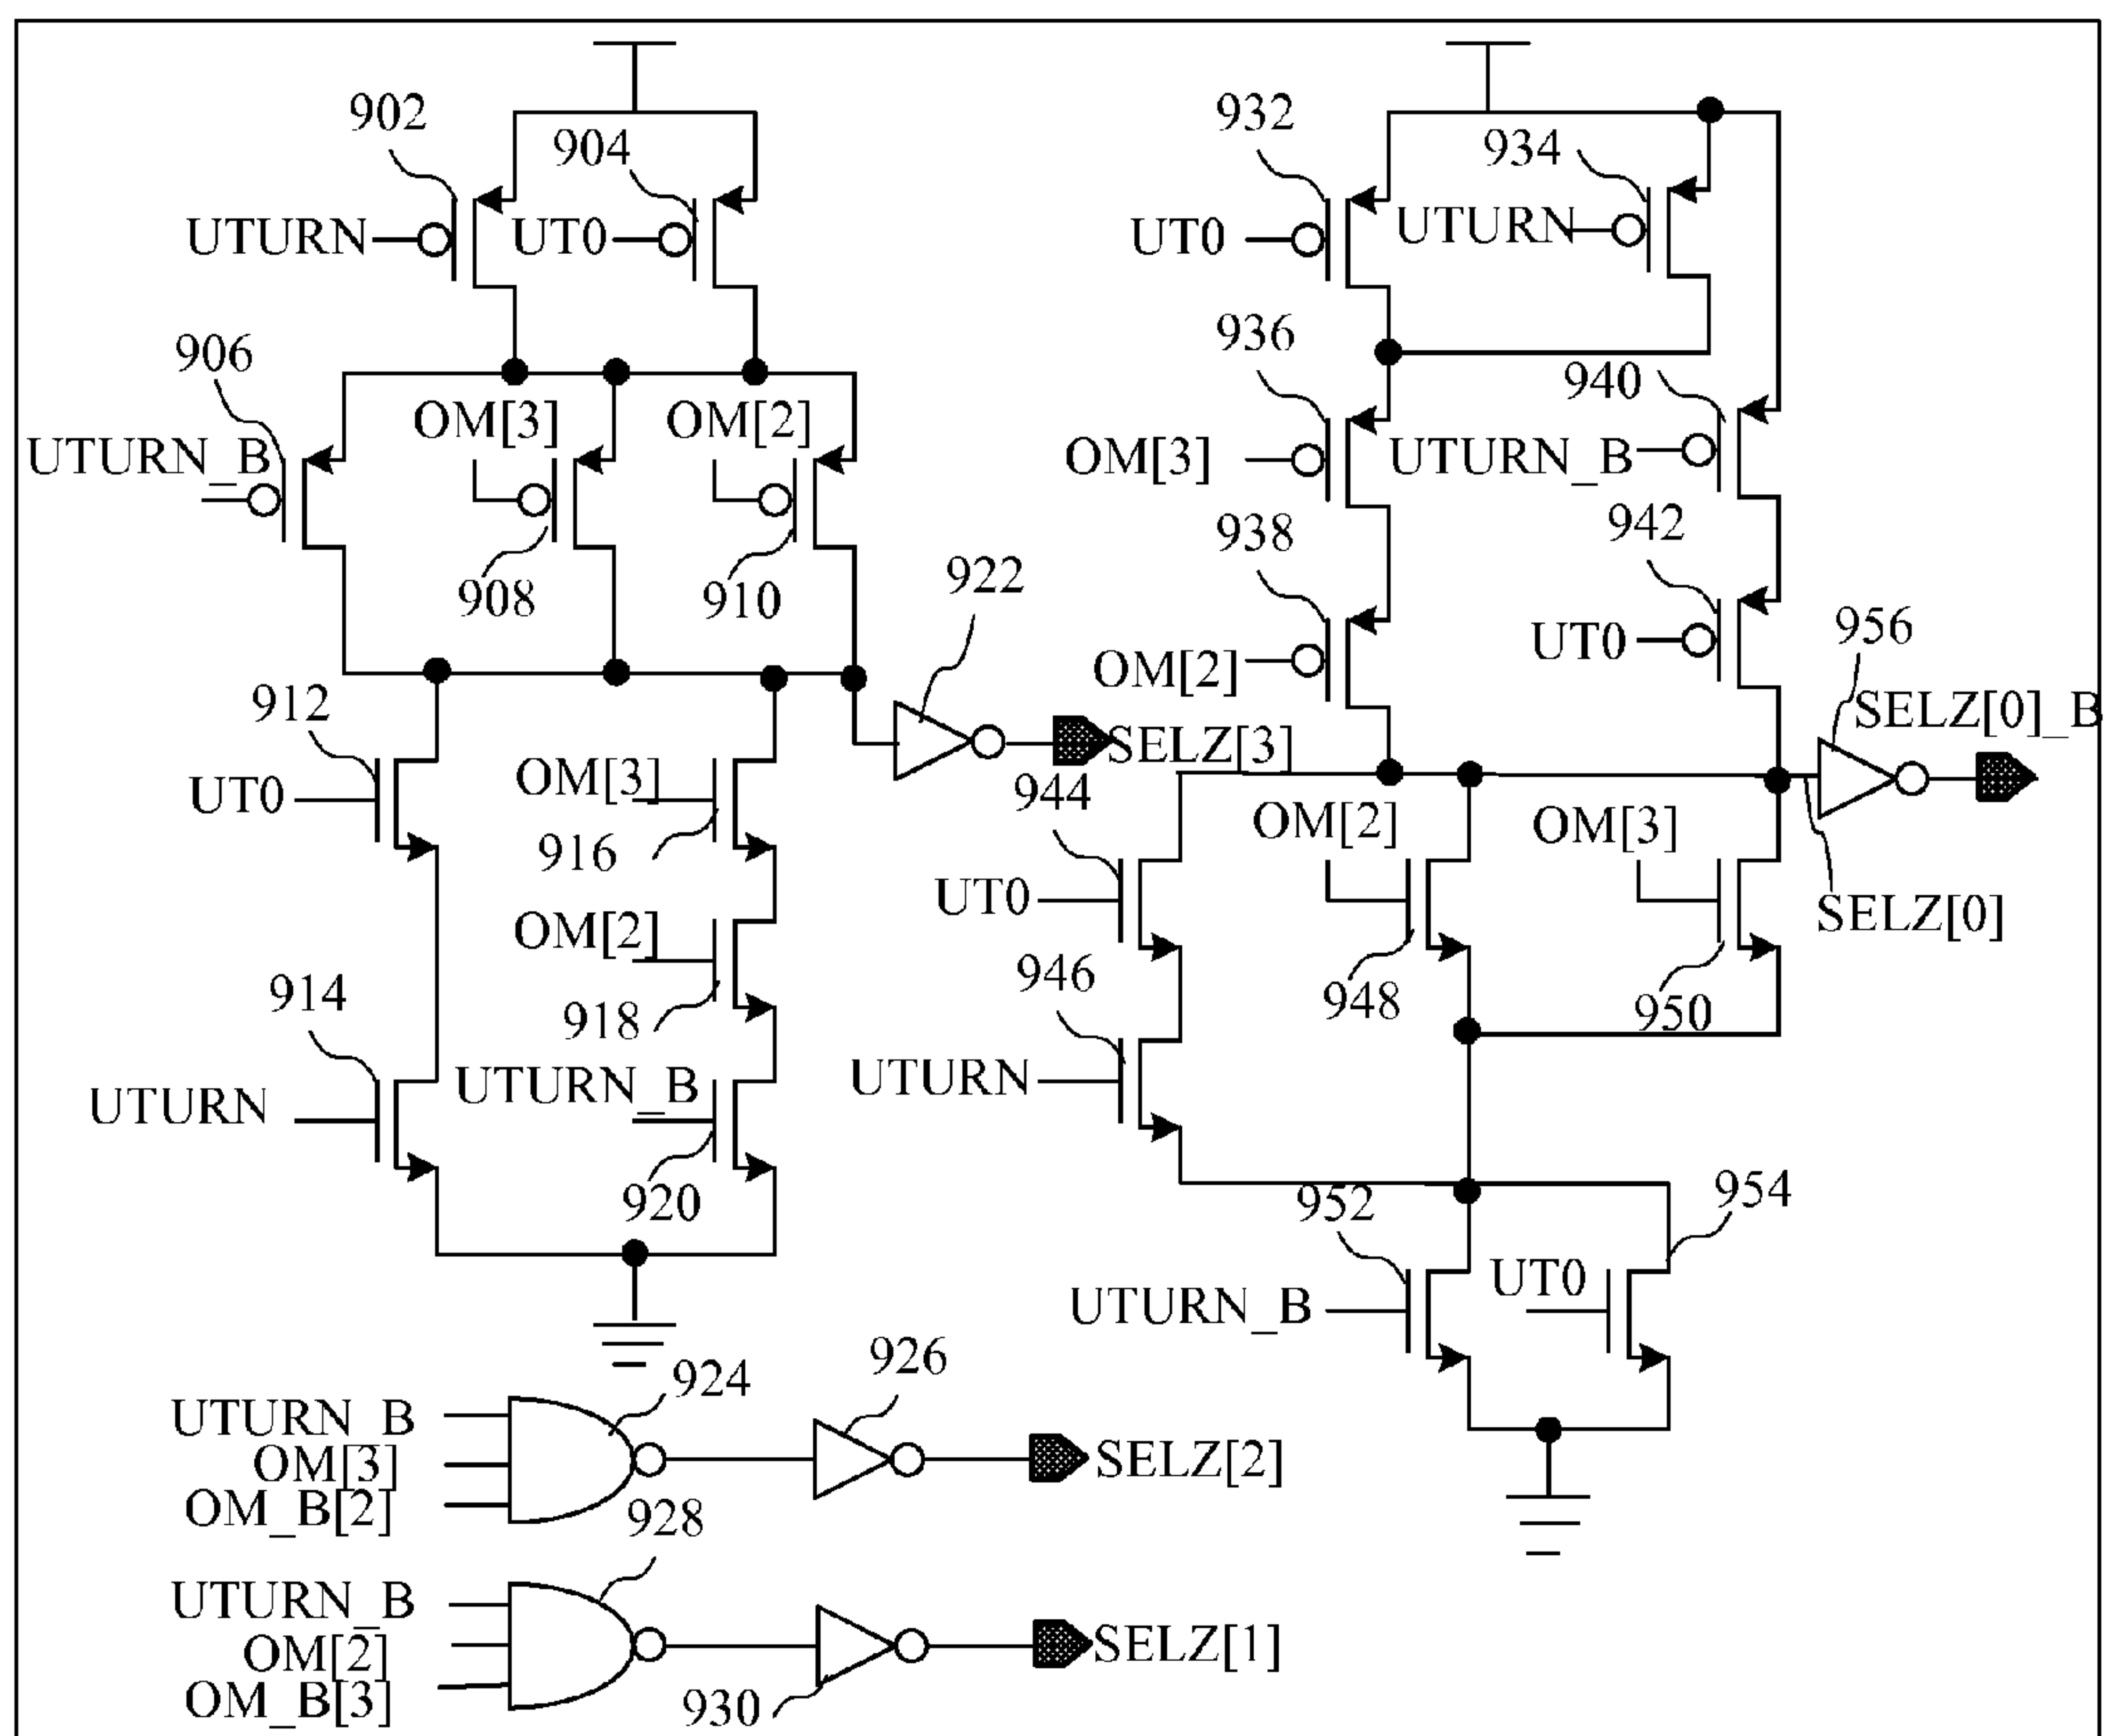 902
904
UTURN
UT0
906
OM[3]
OM[2]
UTURN_B
908
910
922
912
SELZ[3]
UT0
OM[3]
916
OM[2]
918
914
UTURN_B
UTURN
920
932
934
UT0
UTURN
936
940
OM[3]
UTURN_B
938
942
OM[2]
UT0
956
SELZ[0]_B
944
OM[2]
OM[3]
UT0
SELZ[0]
946
948
950
UTURN
952
954
UTURN_B
UT0
924
926
UTURN_B
OM[3]
OM_B[2]
SELZ[2]
928
UTURN_B
OM[2]
OM_B[3]
SELZ[1]
930